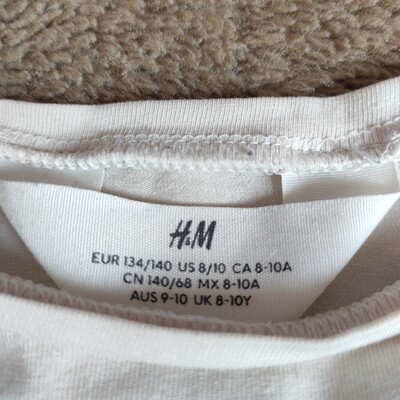 H&M
EUR 134/140 US 8/10 CA 8-10A
CN 140/68 MX 8-10A
AUS 9-10 UK 8-10Y